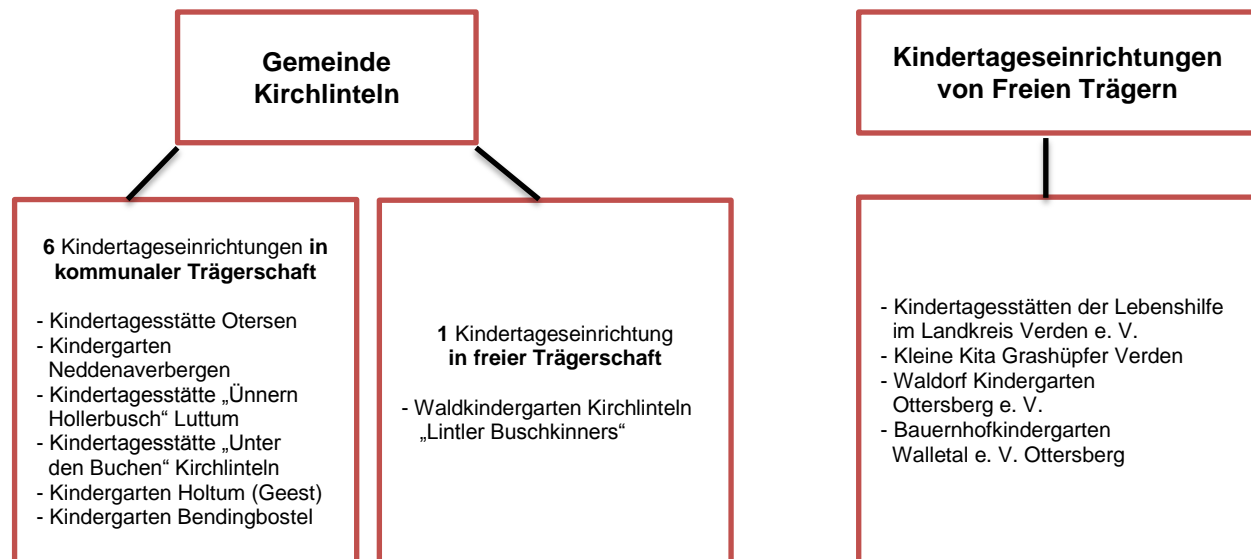 Gemeinde
Kirchlinteln
Kindertageseinrichtungen
von Freien Trägern
6 Kindertageseinrichtungen in
kommunaler Trägerschaft
- Kindertagesstätte Otersen
- Kindergarten
Neddenaverbergen
- Kindertagesstätte „Ünnern
Hollerbusch“ Luttum
- Kindertagesstätte „Unter
den Buchen“ Kirchlinteln
- Kindergarten Holtum (Geest)
- Kindergarten Bendingbostel
1 Kindertageseinrichtung
in freier Trägerschaft
- Waldkindergarten Kirchlinteln
„Lintler Buschkinners“
- Kindertagesstätten der Lebenshilfe
im Landkreis Verden e. V.
- Kleine Kita Grashüpfer Verden
- Waldorf Kindergarten
Ottersberg e. V.
- Bauernhofkindergarten
Walletal e. V. Ottersberg